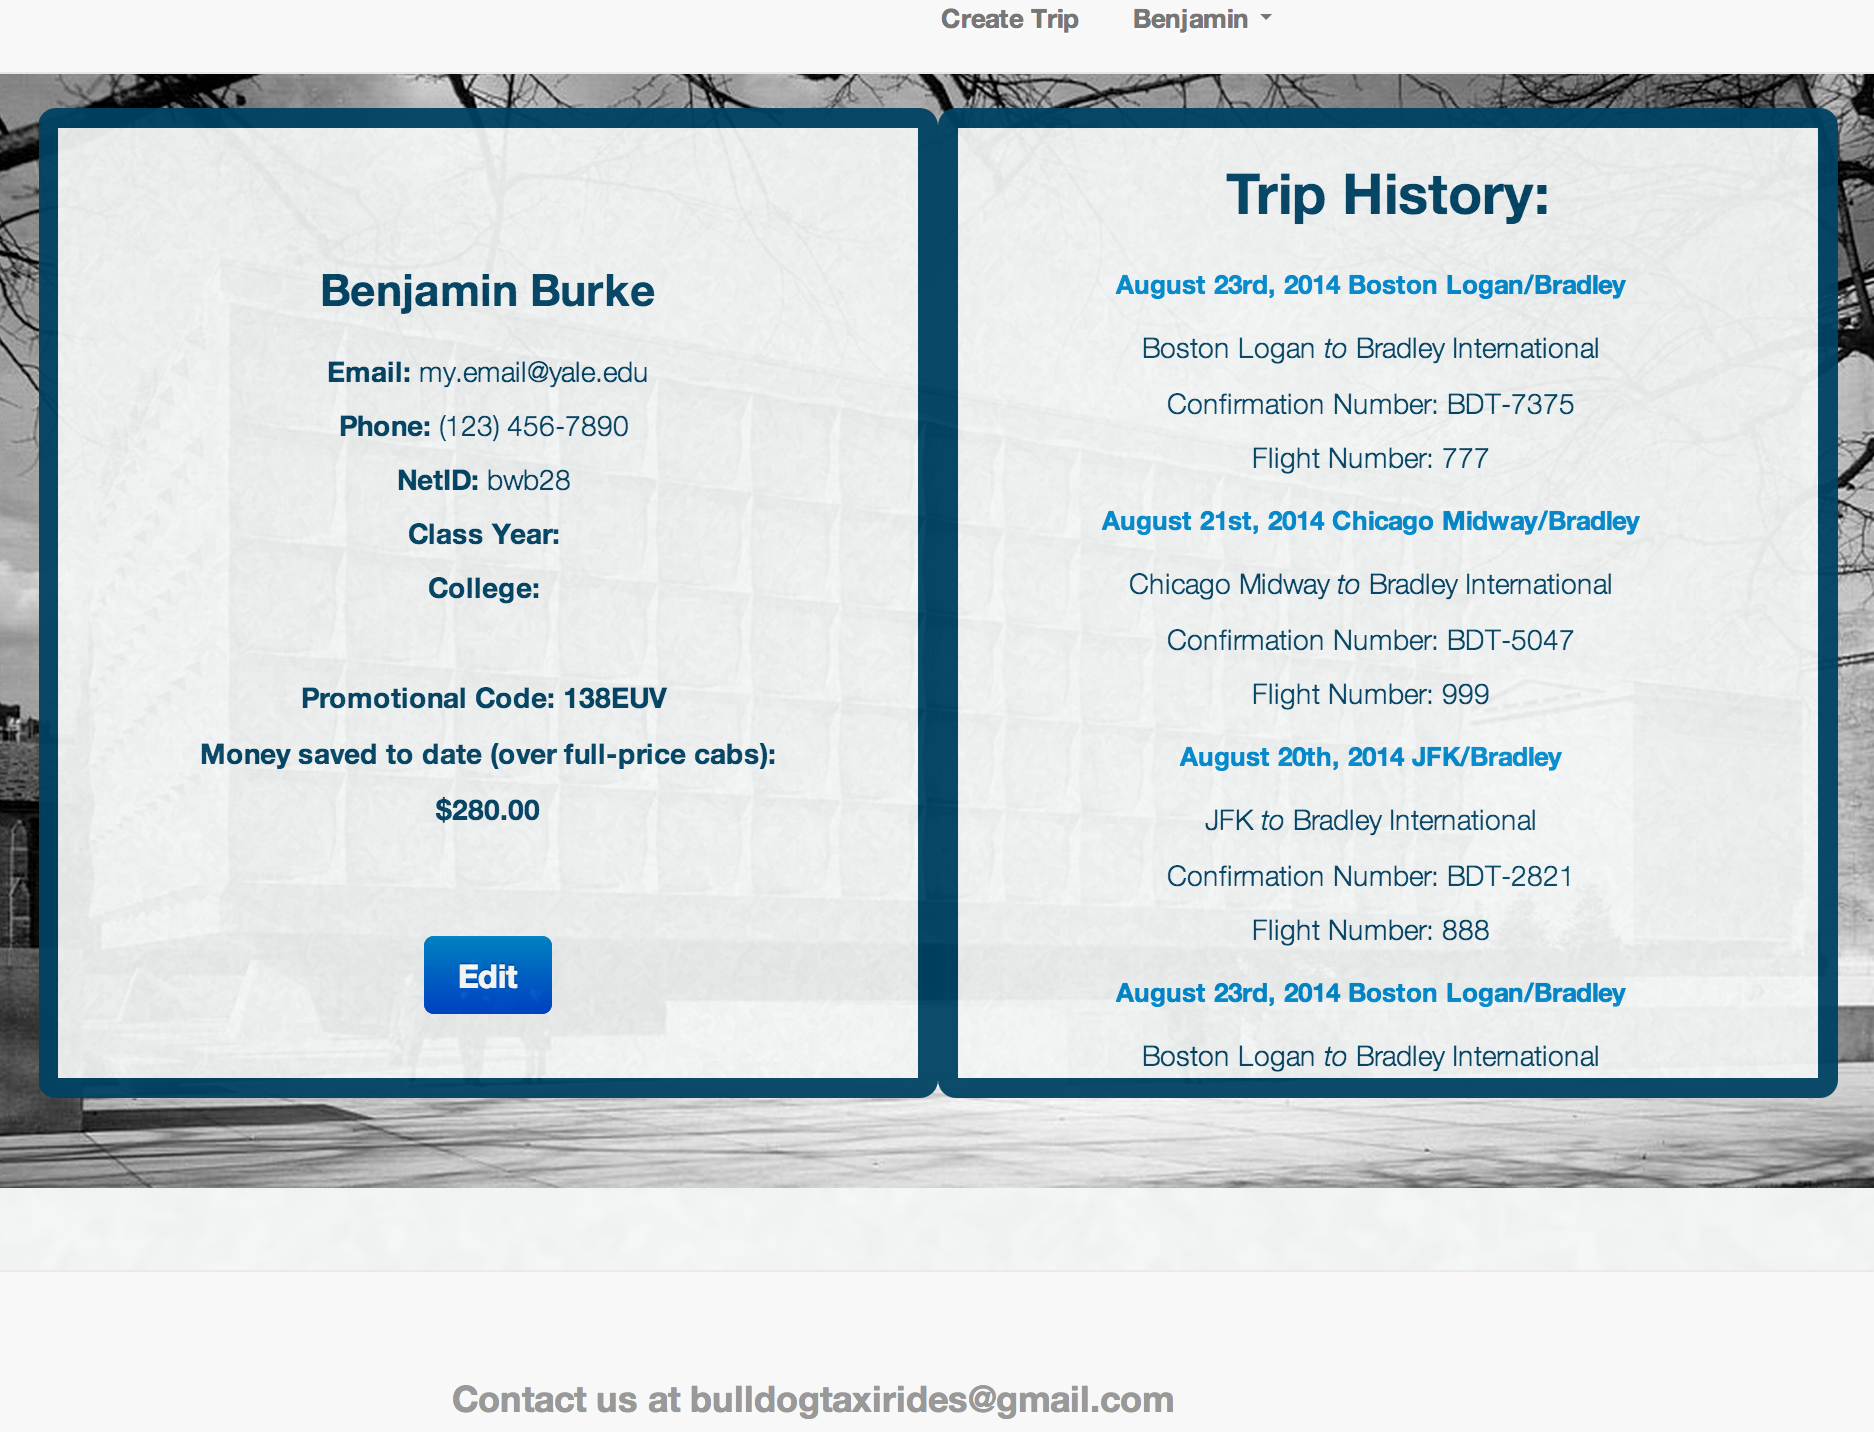 Create Trip Benjamin
Benjamin Burke
Email: my.email@yale.edu
Phone: (123) 456-7890
NetID: bwb28
Class Year:
College:
Promotional Code: 138EUV
Money saved to date (over full-price cabs):
$280.00
Edit
Trip History:
August 23rd, 2014 Boston Logan/Bradley
Boston Logan to Bradley International
Confirmation Number: BDT-7375
Flight Number: 777
August 21st, 2014 Chicago Midway/Bradley
Chicago Midway to Bradley International
Confirmation Number: BDT-5047
Flight Number: 999
August 20th, 2014 JFK/Bradley
JFK to Bradley International
Confirmation Number: BDT-2821
Flight Number: 888
August 23rd, 2014 Boston Logan/Bradley
Boston Logan to Bradley International
Contact us at bulldogtaxirides@gmail.com